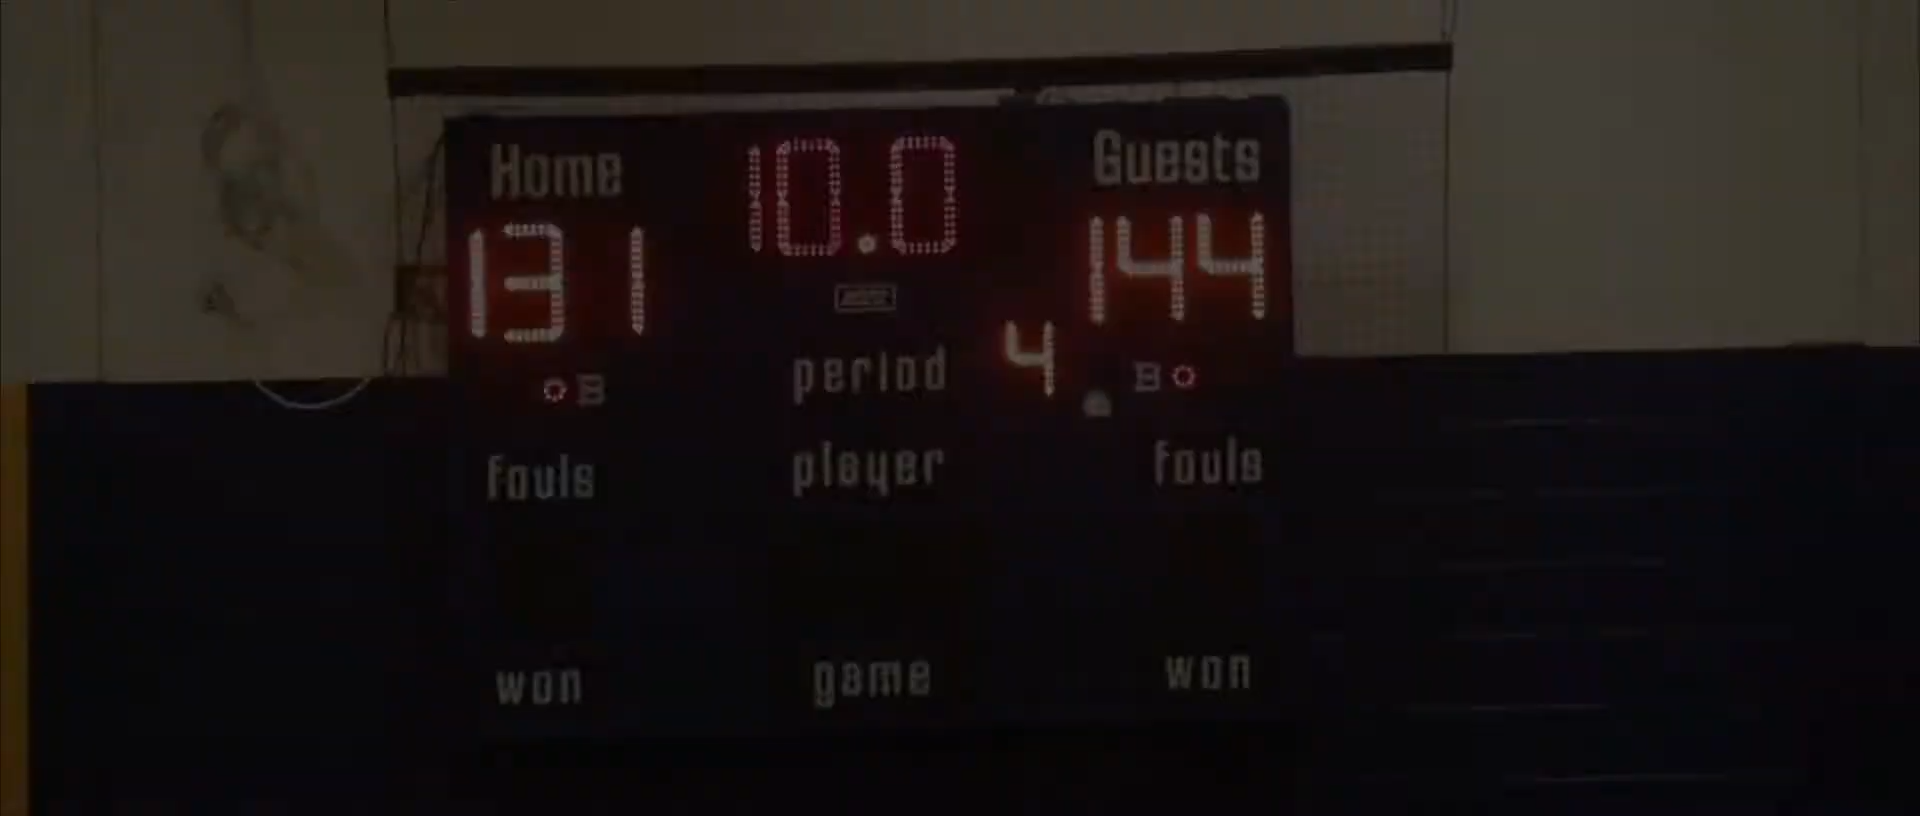 Home 10.0 Guests
131 144
period 4
B B
fouls player fouls
won game won